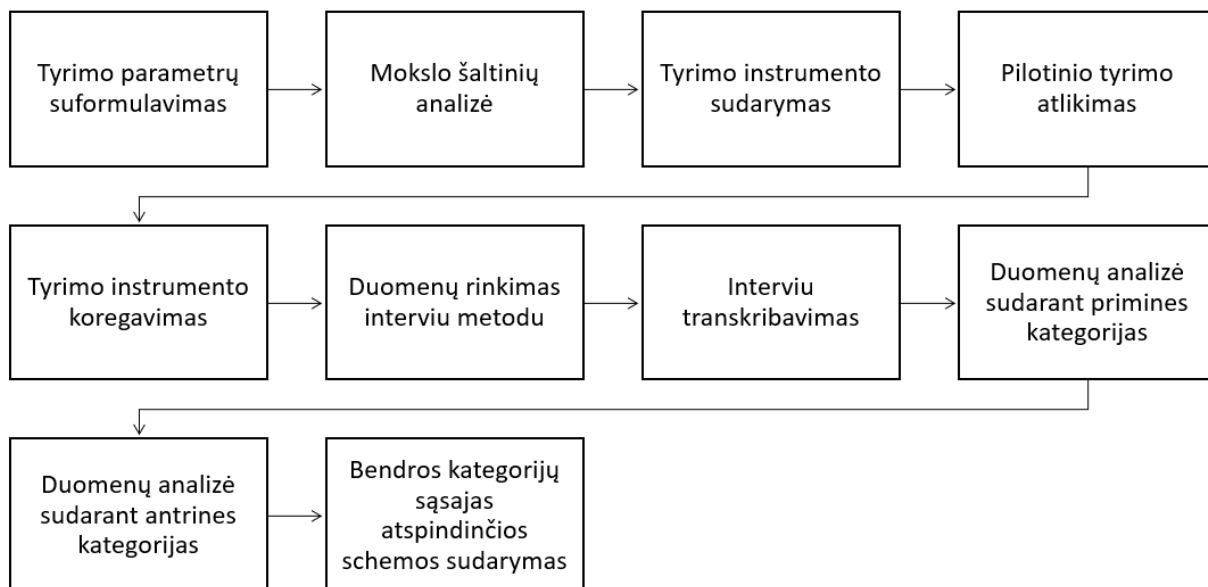 Tyrimo parametrų
suformulavimas
Mokslo šaltinių
analizė
Tyrimo instrumento
sudarymas
Pilotinio tyrimo
atlikimas
Tyrimo instrumento
koregavimas
Duomenų rinkimas
interviu metodu
Interviu
transkribavimas
Duomenų analizė
sudarant primines
kategorijas
Duomenų analizė
sudarant antrines
kategorijas
Bendros kategorijų
sąsajas
atspindinčios
schemos sudarymas